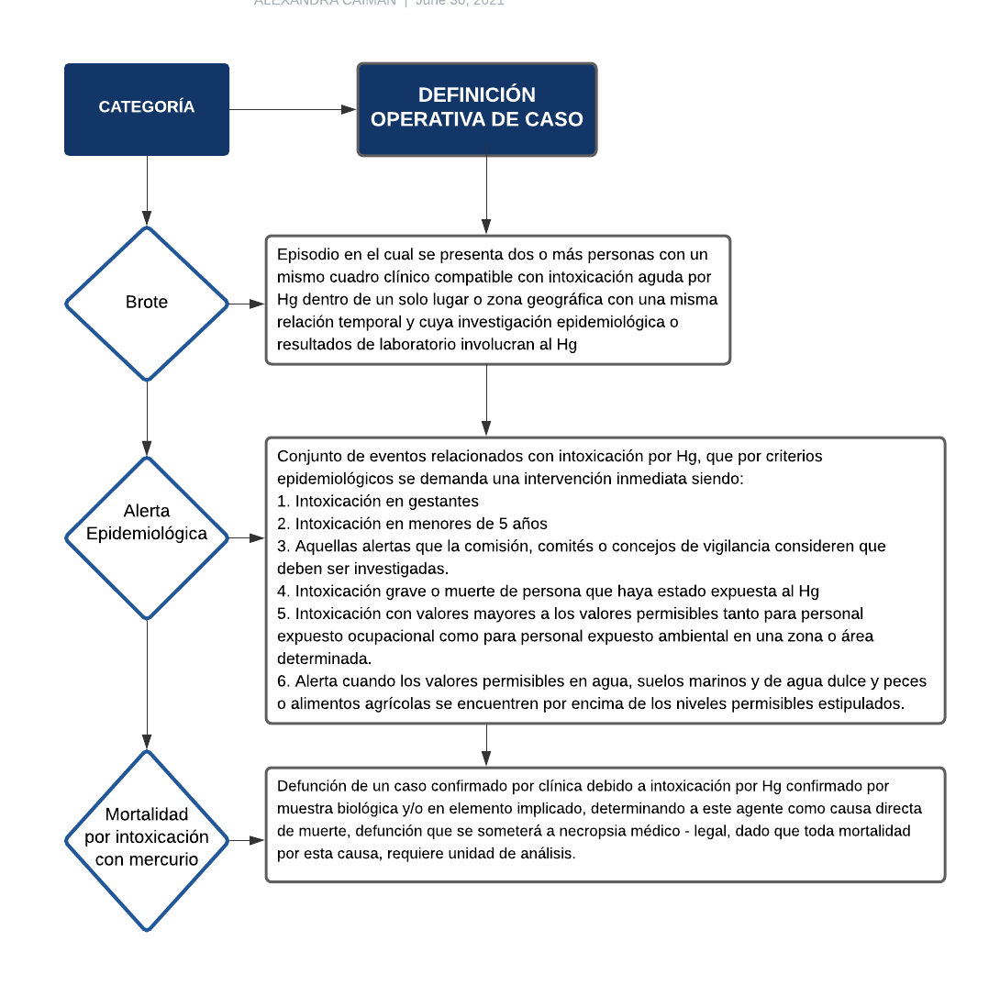 ALEXANDRA CAIMAN | June 30, 2021
CATEGORÍA
DEFINICIÓN
OPERATIVA DE CASO
Brote
Episodio en el cual se presenta dos o más personas con un
mismo cuadro clínico compatible con intoxicación aguda por
Hg dentro de un solo lugar o zona geográfica con una misma
relación temporal y cuya investigación epidemiológica o
resultados de laboratorio involucran al Hg
Alerta
Epidemiológica
Conjunto de eventos relacionados con intoxicación por Hg, que por criterios
epidemiológicos se demanda una intervención inmediata siendo:
1. Intoxicación en gestantes
2. Intoxicación en menores de 5 años
3. Aquellas alertas que la comisión, comités o concejos de vigilancia consideren que
deben ser investigadas.
4. Intoxicación grave o muerte de persona que haya estado expuesta al Hg
5. Intoxicación con valores mayores a los valores permisibles tanto para personal
expuesto ocupacional como para personal expuesto ambiental en una zona o área
determinada.
6. Alerta cuando los valores permisibles en agua, suelos marinos y de agua dulce y peces
o alimentos agrícolas se encuentren por encima de los niveles permisibles estipulados.
Mortalidad
por intoxicación
con mercurio
Defunción de un caso confirmado por clínica debido a intoxicación por Hg confirmado por
muestra biológica y/o en elemento implicado, determinando a este agente como causa directa
de muerte, defunción que se someterá a necropsia médico - legal, dado que toda mortalidad
por esta causa, requiere unidad de análisis.